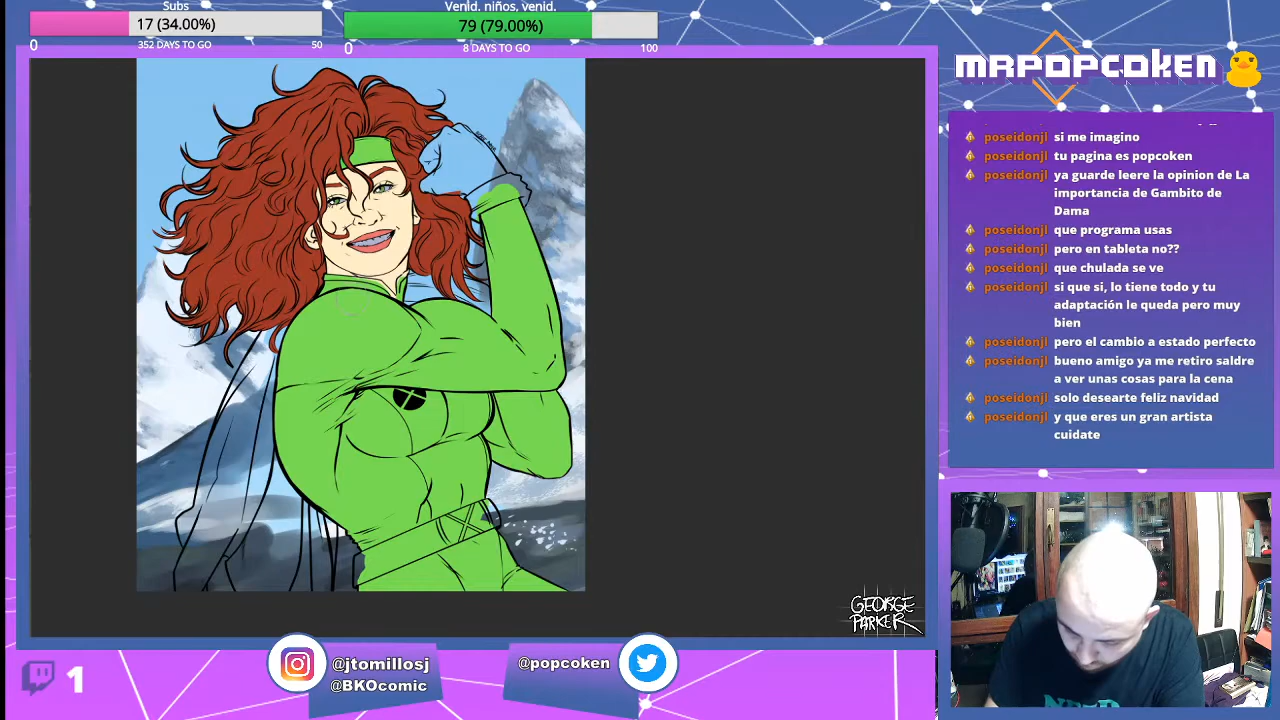 Subs
17 (34.00%)
0
352 DAYS TO GO
50
Venid. niños, venid.
79 (79.00%)
0
8 DAYS TO GO
100
MRPOPCOKEN
poseidonjl si me imagino
poseidonjl tu pagina es popcoken
poseidonjl ya guarde leere la opinion de La
importancia de Gambito de
Dama
poseidonjl que programa usas
poseidonjl pero en tableta no??
poseidonjl que chulada se ve
poseidonjl si que si, lo tiene todo y tu
adaptación le queda pero muy
bien
poseidonjl pero el cambio a estado perfecto
poseidonjl bueno amigo ya me retiro saldre
a ver unas cosas para la cena
poseidonjl solo desearte feliz navidad
poseidonjl y que eres un gran artista
cuidate
GEORGE
PARKER
1
@jtomillosj
@BKOcomic
@popcoken